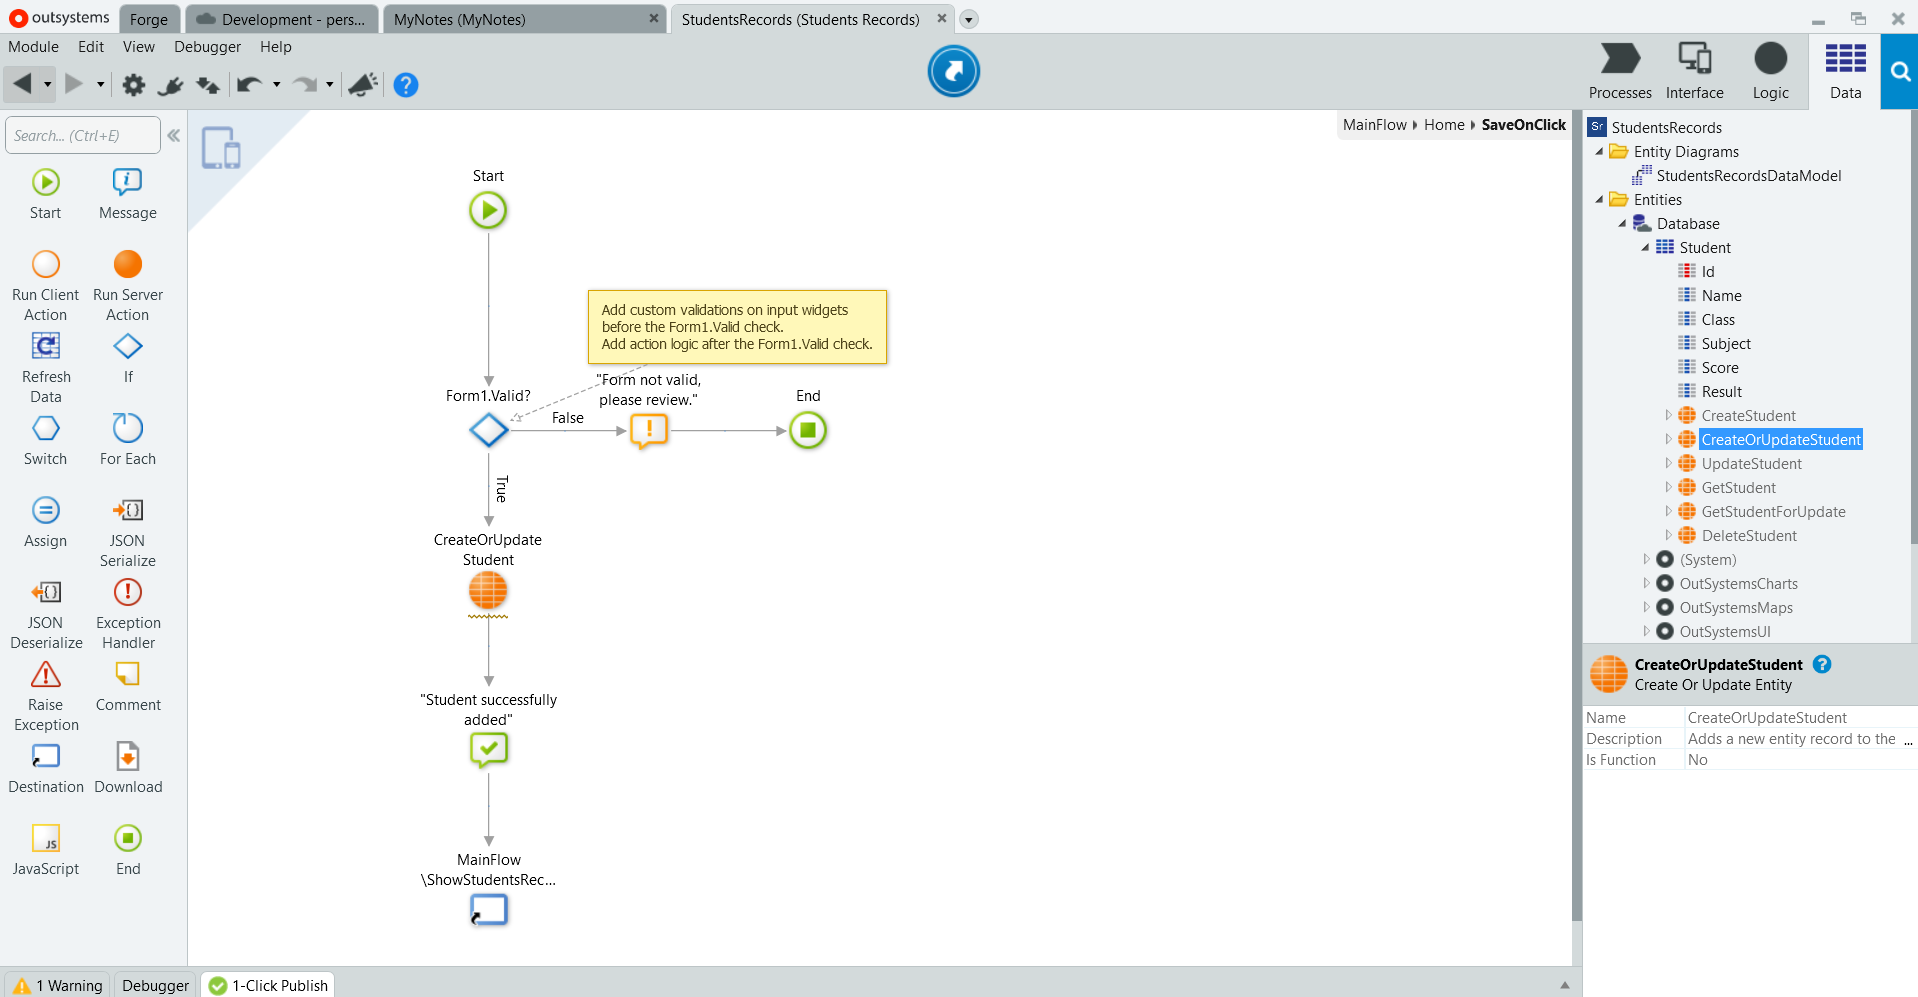 outsystems
Forge
Development - pers...
MyNotes (MyNotes)
StudentsRecords (Students Records)
Module Edit View Debugger Help
Processes Interface Logic Data
Search... (Ctrl+E)
Start Message
Run Client Action
Run Server Action
Refresh Data
If
Switch For Each
Assign
JSON Serialize
JSON Deserialize
Exception Handler
Raise Exception
Comment
Destination Download
JS
JavaScript End
MainFlow Home SaveOnClick
Start
Add custom validations on input widgets
before the Form1.Valid check.
Add action logic after the Form1.Valid check.
Form1.Valid?
False
"Form not valid,
please review."
End
True
CreateOrUpdate
Student
"Student successfully
added"
MainFlow
\ShowStudentsRec...
Sr StudentsRecords
Entity Diagrams
StudentsRecordsDataModel
Entities
Database
Student
Id
Name
Class
Subject
Score
Result
CreateStudent
CreateOrUpdateStudent
UpdateStudent
GetStudent
GetStudentForUpdate
DeleteStudent
(System)
OutSystemsCharts
OutSystemsMaps
OutSystemsUI
CreateOrUpdateStudent ?
Create Or Update Entity
Name CreateOrUpdateStudent
Description Adds a new entity record to the ...
Is Function No
1 Warning Debugger 1-Click Publish